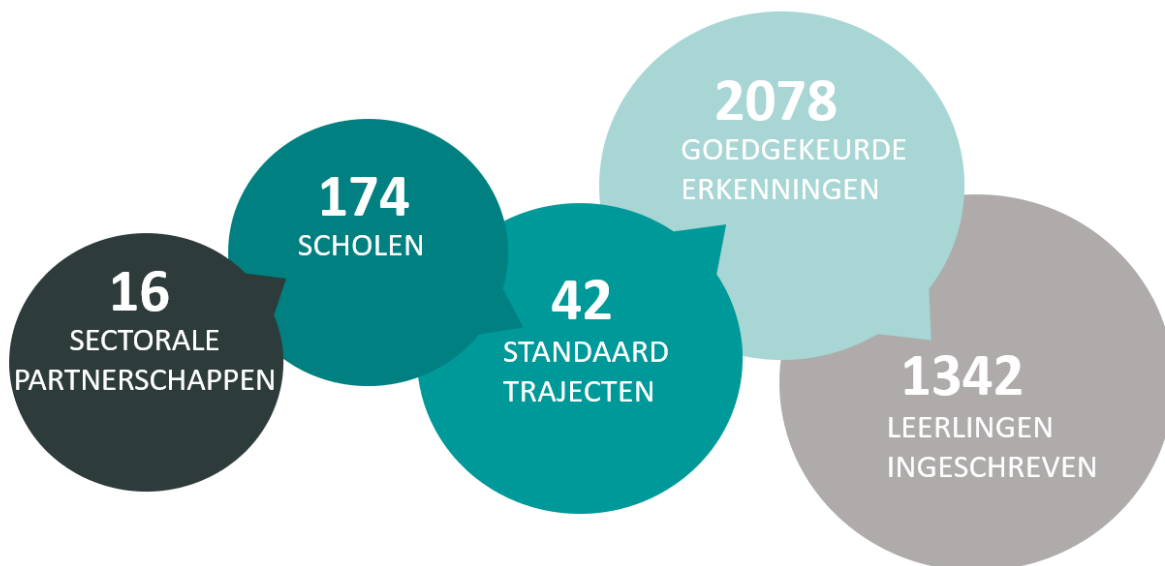 16
SECTORALE
PARTNERSCHAPPEN
174
SCHOLEN
42
STANDAARD
TRAJECTEN
2078
GOEDGEKEURDE
ERKENNINGEN
1342
LEERLINGEN
INGESCHREVEN